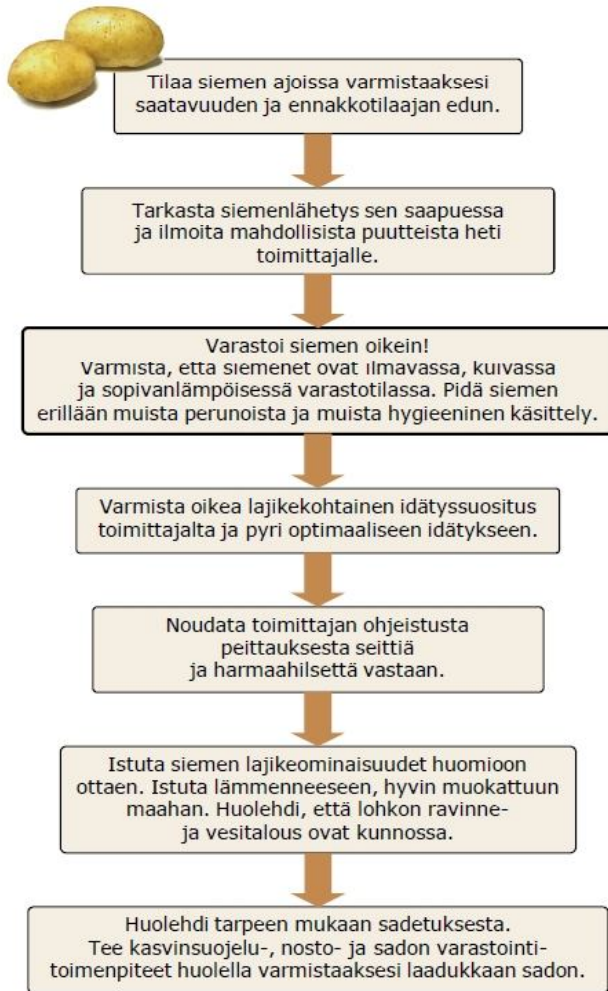 Tilaa siemen ajoissa varmistaaksesi
saatavuuden ja ennakkotilaajan edun.
Tarkasta siemenlähetys sen saapuessa
ja ilmoita mahdollisista puutteista heti
toimittajalle.
Varastoi siemen oikein!
Varmista, että siemenet ovat ilmavassa, kuivassa
ja sopivanlämpöisessä varastotilassa. Pidä siemen
erillään muista perunoista ja muista hygieeninen käsittely.
Varmista oikea lajikekohtainen idätyssuositus
toimittajalta ja pyri optimaaliseen idätykseen.
Noudata toimittajan ohjeistusta
peittauksesta seittiä
ja harmaahilsettä vastaan.
Istuta siemen lajikeominaisuudet huomioon
ottaen. Istuta lämmenneeseen, hyvin muokattuun
maahan. Huolehdi, että lohkon ravinne-
ja vesitalous ovat kunnossa.
Huolehdi tarpeen mukaan sadetuksesta.
Tee kasvinsuojelu-, nosto- ja sadon varastointi-
toimenpiteet huolella varmistaaksesi laadukkaan sadon.